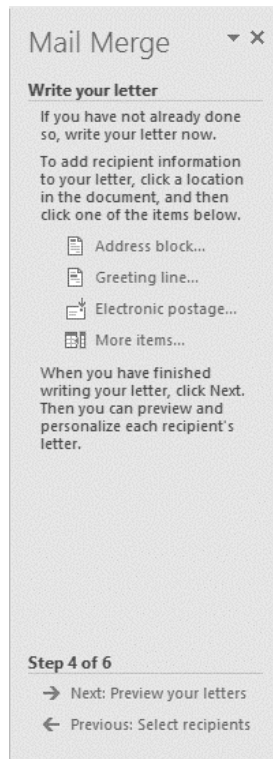 Mail Merge
Write your letter
If you have not already done
so, write your letter now.
To add recipient information
to your letter, click a location
in the document, and then
click one of the items below.
Address block...
Greeting line...
Electronic postage...
More items...
When you have finished
writing your letter, click Next.
Then you can preview and
personalize each recipient's
letter.
Step 4 of 6
Next: Preview your letters
Previous: Select recipients